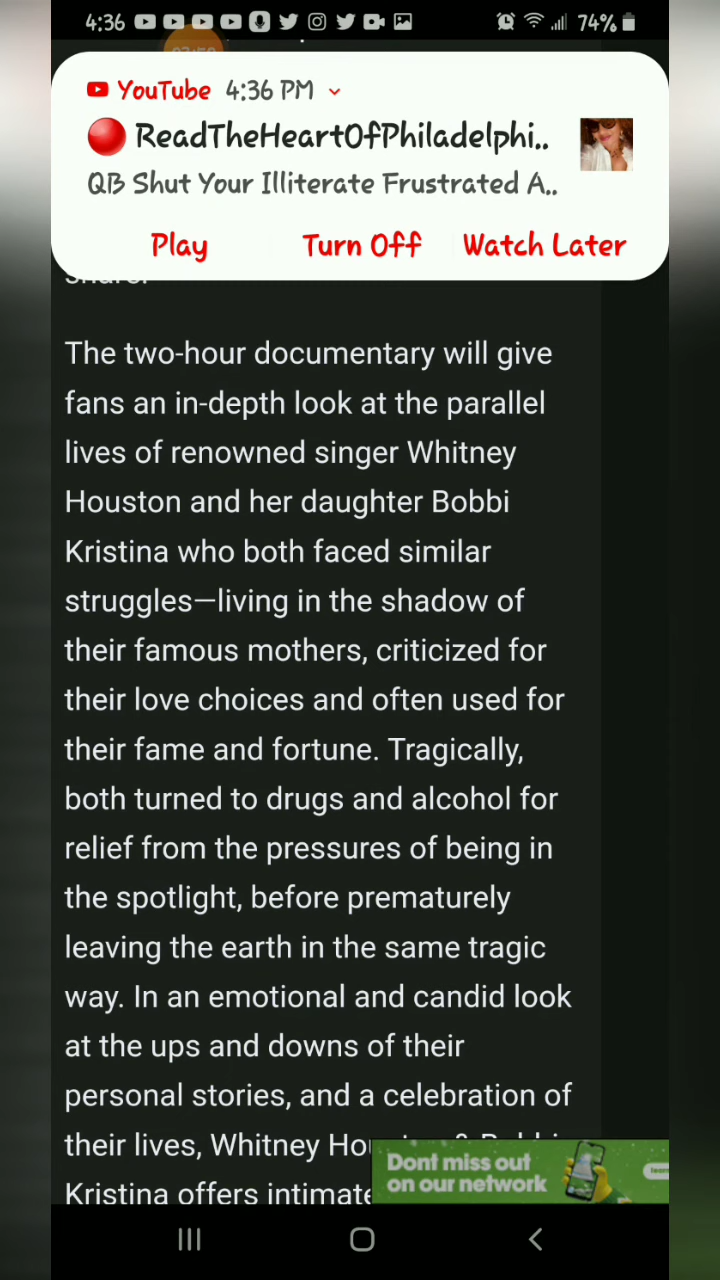 4:36 74%
YouTube 4:36 PM
ReadTheHeartOfPhiladelphi..
QB Shut Your Illiterate Frustrated A..
Play Turn Off Watch Later
The two-hour documentary will give
fans an in-depth look at the parallel
lives of renowned singer Whitney
Houston and her daughter Bobbi
Kristina who both faced similar
struggles—living in the shadow of
their famous mothers, criticized for
their love choices and often used for
their fame and fortune. Tragically,
both turned to drugs and alcohol for
relief from the pressures of being in
the spotlight, before prematurely
leaving the earth in the same tragic
way. In an emotional and candid look
at the ups and downs of their
personal stories, and a celebration of
their lives, Whitney
Kristina offers intimate
Dont miss out
on our network